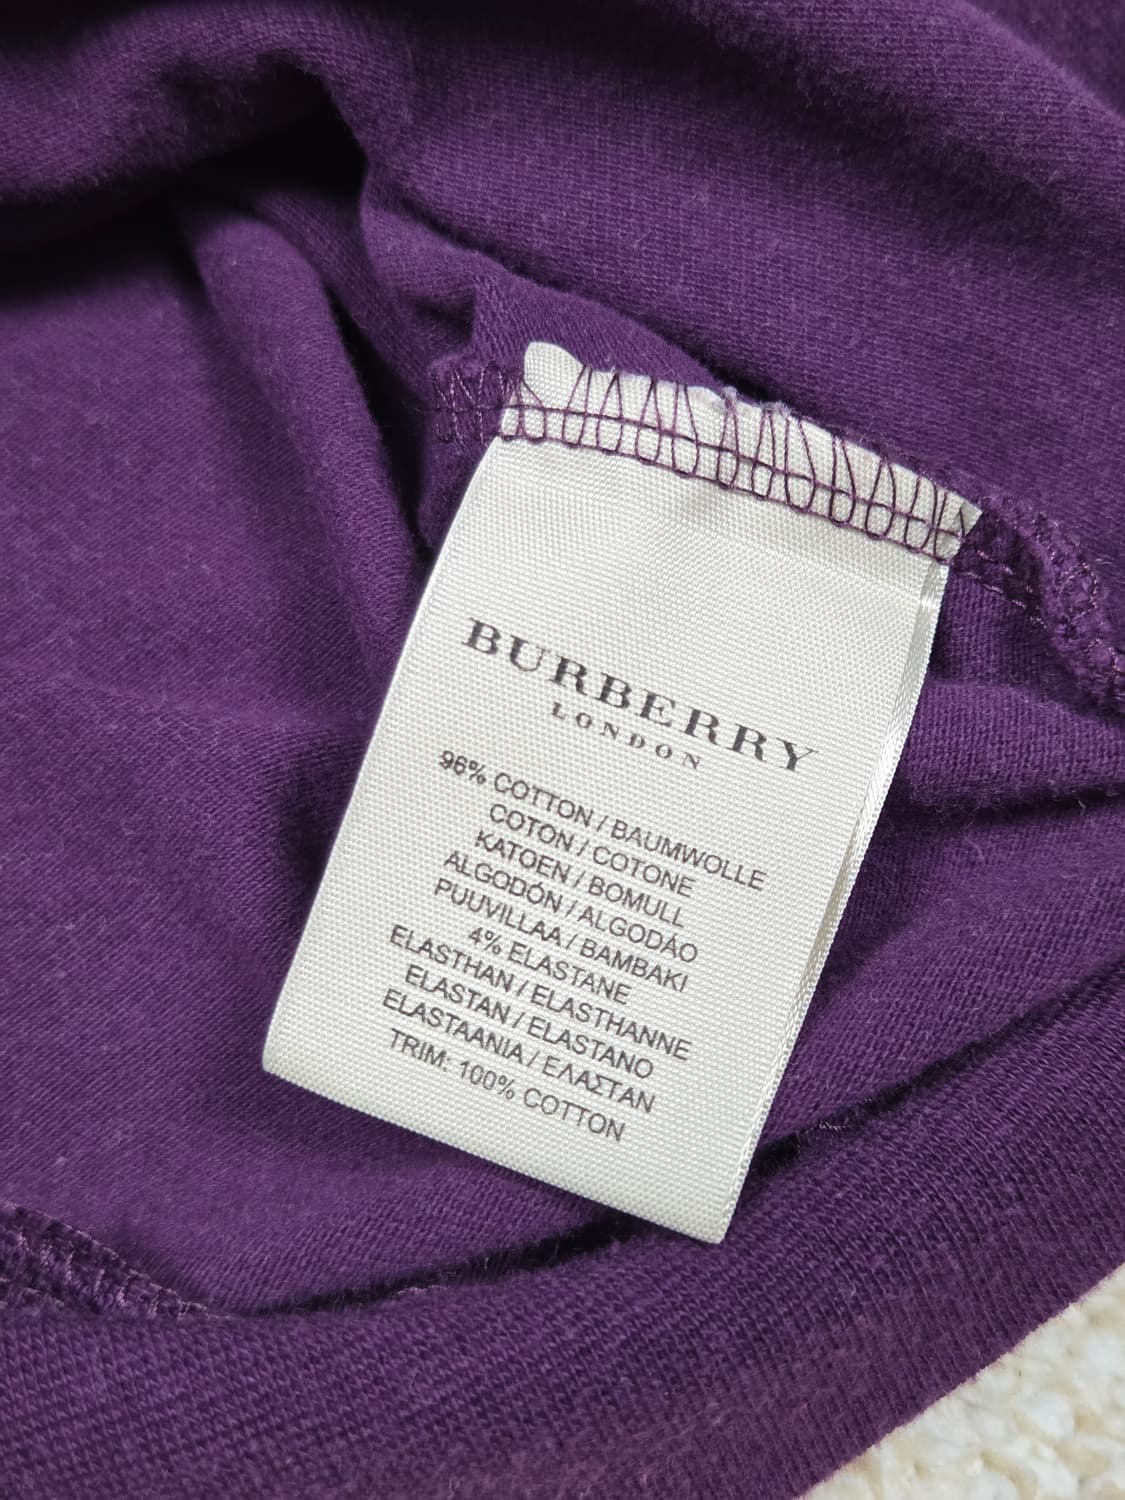 BURBERRY
LONDON
96% COTTON / BAUMWOLLE
COTON / COTONE
KATOEN / BOMULL
ALGODÓN / ALGODÃO
PUUVILLAA / BAMBAKI
4% ELASTANE
ELASTHAN / ELASTHANNE
ELASTAN / ELASTANO
ELASTAANIA / ΕΛΑΣΤΑΝ
TRIM: 100% COTTON